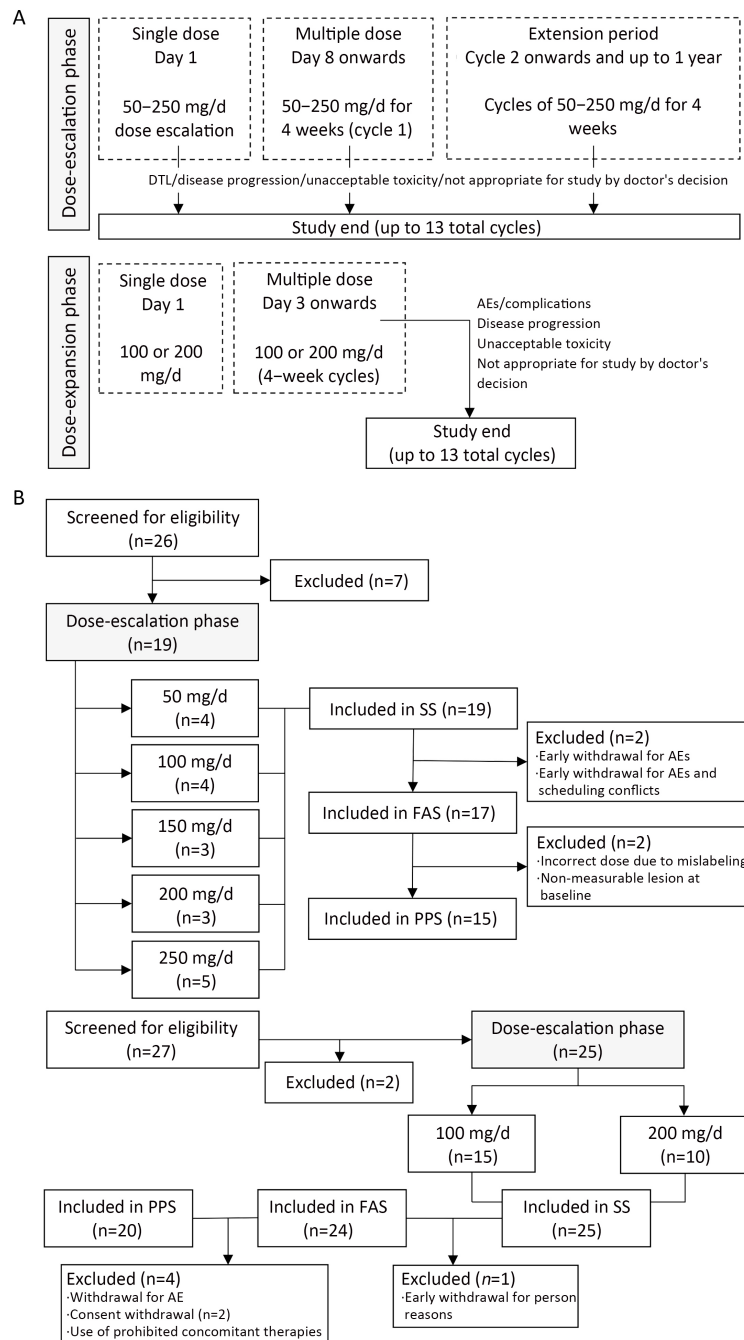 A
Dose-escalation phase
Single dose
Day 1
50–250 mg/d
dose escalation
Multiple dose
Day 8 onwards
50–250 mg/d for
4 weeks (cycle 1)
Extension period
Cycle 2 onwards and up to 1 year
Cycles of 50–250 mg/d for 4
weeks
DTL/disease progression/unacceptable toxicity/not appropriate for study by doctor's decision
Study end (up to 13 total cycles)
Dose-expansion phase
Single dose
Day 1
100 or 200
mg/d
Multiple dose
Day 3 onwards
100 or 200 mg/d
(4–week cycles)
AEs/complications
Disease progression
Unacceptable toxicity
Not appropriate for study by doctor's
decision
Study end
(up to 13 total cycles)
B
Screened for eligibility
(n=26)
Excluded (n=7)
Dose-escalation phase
(n=19)
50 mg/d
(n=4)
100 mg/d
(n=4)
150 mg/d
(n=3)
200 mg/d
(n=3)
250 mg/d
(n=5)
Included in SS (n=19)
Excluded (n=2)
·Early withdrawal for AEs
·Early withdrawal for AEs and
scheduling conflicts
Included in FAS (n=17)
Excluded (n=2)
·Incorrect dose due to mislabeling
·Non-measurable lesion at
baseline
Included in PPS (n=15)
Screened for eligibility
(n=27)
Excluded (n=2)
Dose-escalation phase
(n=25)
100 mg/d
(n=15)
200 mg/d
(n=10)
Included in PPS
(n=20)
Included in FAS
(n=24)
Included in SS
(n=25)
Excluded (n=4)
·Withdrawal for AE
·Consent withdrawal (n=2)
·Use of prohibited concomitant therapies
Excluded (n=1)
·Early withdrawal for person
reasons